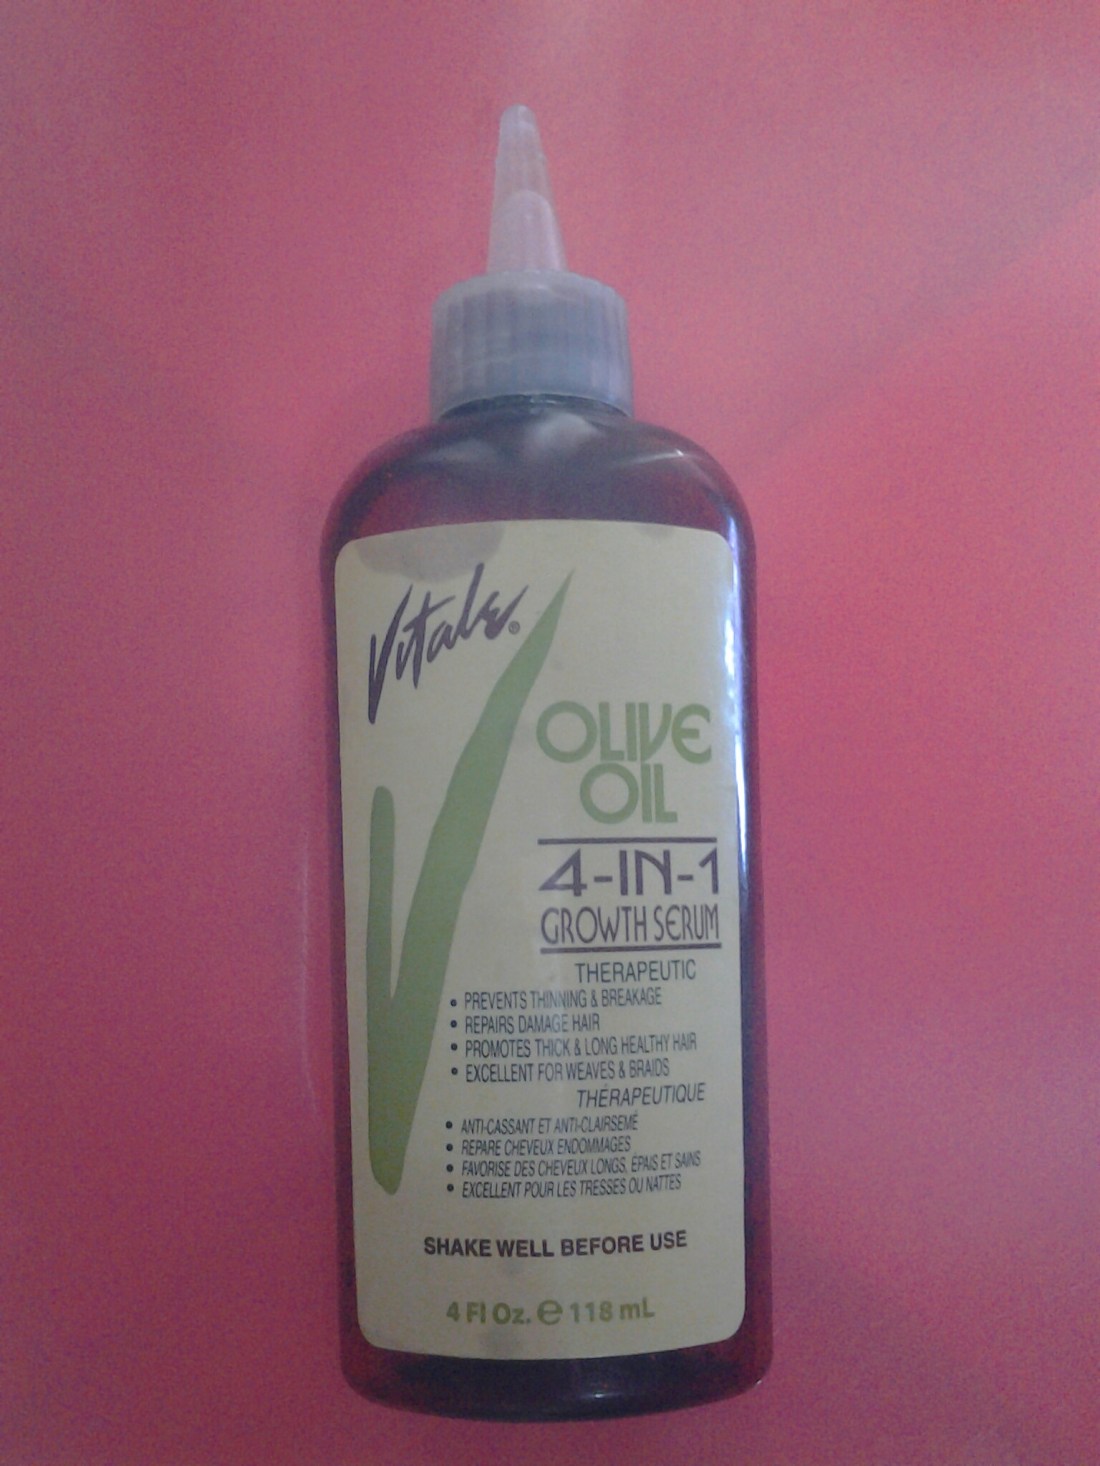 Vitale®
OLIVE
OIL
4-IN-1
GROWTH SERUM
THERAPEUTIC
• PREVENTS THINNING & BREAKAGE
• REPAIRS DAMAGE HAIR
• PROMOTES THICK & LONG HEALTHY HAIR
• EXCELLENT FOR WEAVES & BRAIDS
THÉRAPEUTIQUE
• ANTI-CASSANT ET ANTI-CLAIRSEMÉ
• REPARE CHEVEUX ENDOMMAGES
• FAVORISE DES CHEVEUX LONGS, ÉPAIS ET SAINS
• EXCELLENT POUR LES TRESSES OU NATTES
SHAKE WELL BEFORE USE
4 Fl Oz. ℮ 118 mL